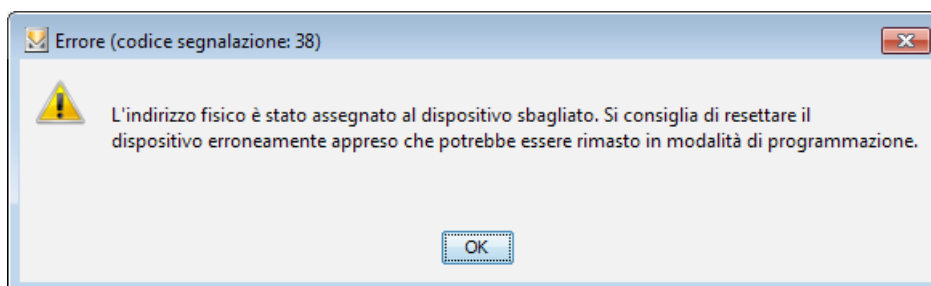 Errore (codice segnalazione: 38)
L'indirizzo fisico è stato assegnato al dispositivo sbagliato. Si consiglia di resettare il
dispositivo erroneamente appreso che potrebbe essere rimasto in modalità di programmazione.
OK